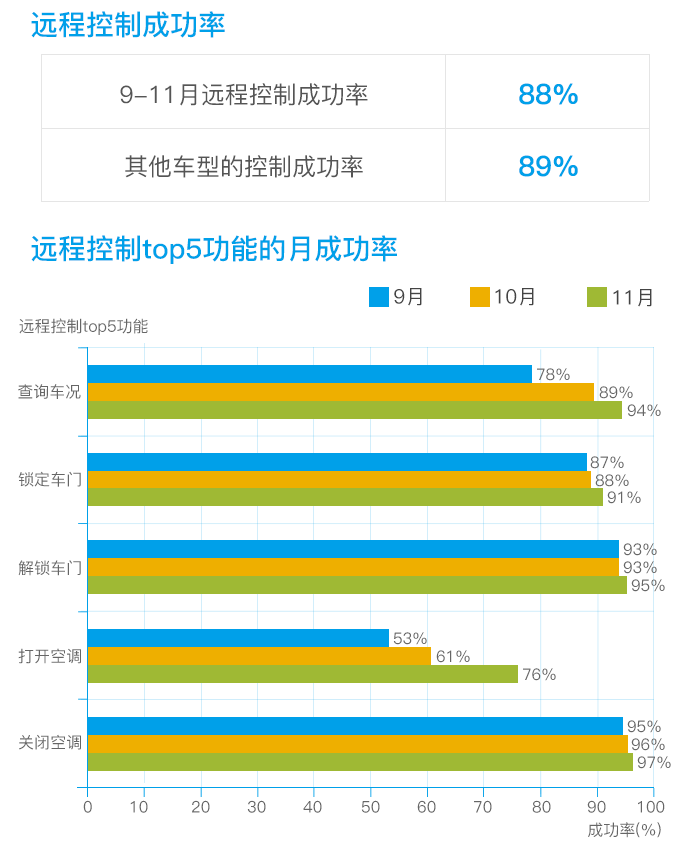 远程控制成功率
9-11月远程控制成功率 88%
其他车型的控制成功率 89%
远程控制top5功能的月成功率
9月 10月 11月
远程控制top5功能
查询车况 78%
89%
94%
锁定车门 87%
88%
91%
解锁车门 93%
93%
95%
打开空调 53%
61%
76%
关闭空调 95%
96%
97%
0 10 20 30 40 50 60 70 80 90 100
成功率(%)